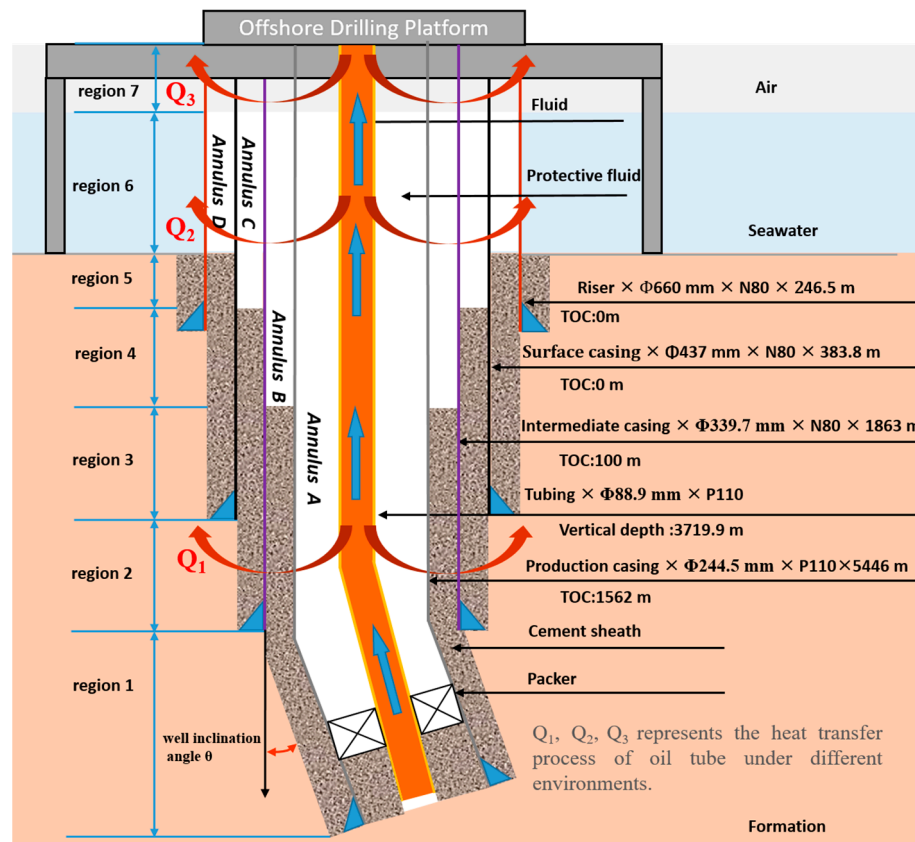 Offshore Drilling Platform
region 7
Q3
Air
Fluid
region 6
Annulus D
Annulus C
Protective fluid
Q2
Seawater
region 5
Riser × Φ660 mm × N80 × 246.5 m
TOC:0m
region 4
Annulus B
Surface casing × Φ437 mm × N80 × 383.8 m
TOC:0 m
Annulus A
Intermediate casing × Φ339.7 mm × N80 × 1863 m
region 3
TOC:100 m
Tubing × Φ88.9 mm × P110
Vertical depth :3719.9 m
Q1
region 2
Production casing × Φ244.5 mm × P110×5446 m
TOC:1562 m
Cement sheath
region 1
Packer
well inclination
angle θ
Q1, Q2, Q3 represents the heat transfer
process of oil tube under different
environments.
Formation